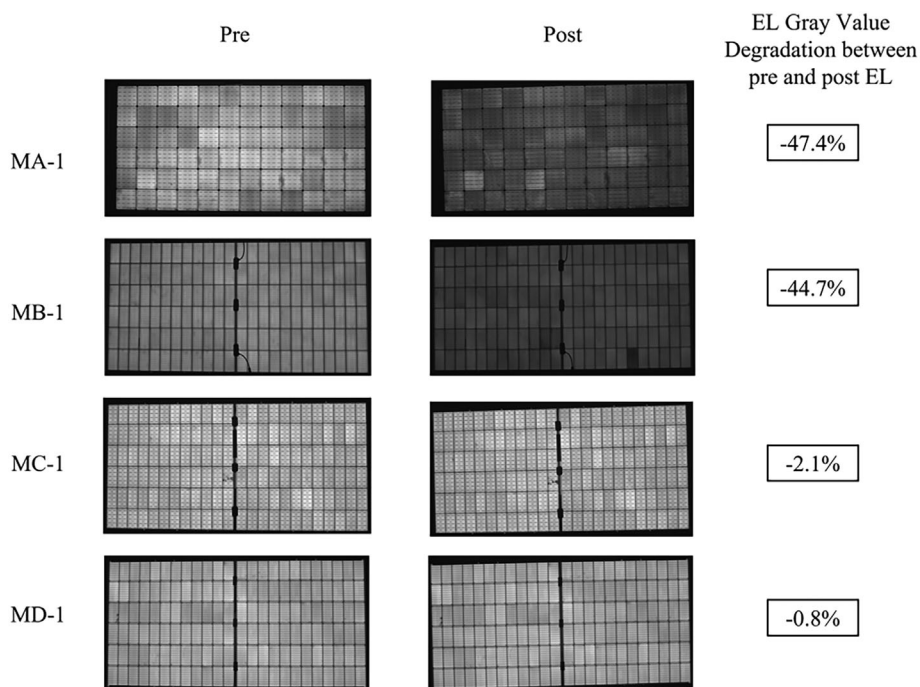 Pre
Post
EL Gray Value
Degradation between
pre and post EL
MA-1
-47.4%
MB-1
-44.7%
MC-1
-2.1%
MD-1
-0.8%